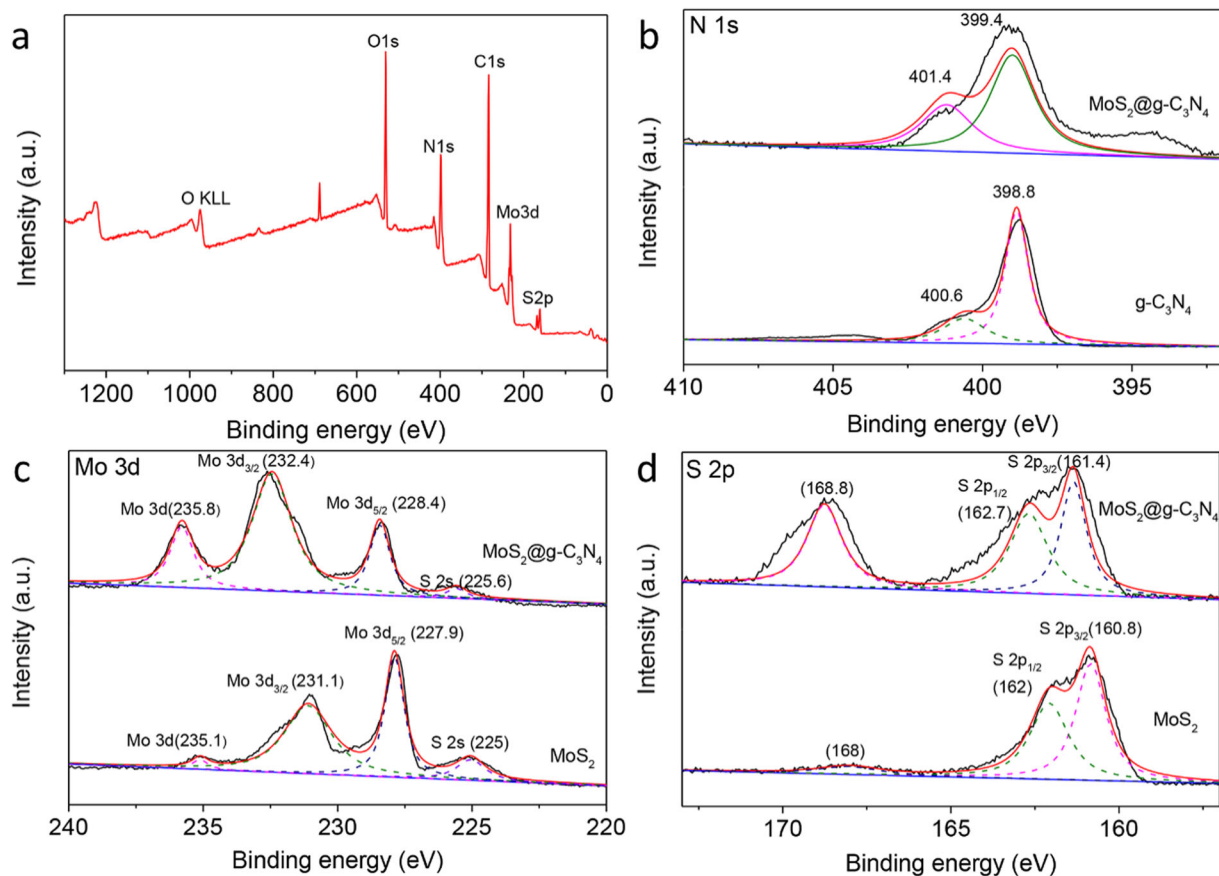 a
O1s
C1s
N1s
O KLL
Mo3d
S2p
Intensity (a.u.)
1200 1000 800 600 400 200 0
Binding energy (eV)
b
N 1s
399.4
401.4
MoS₂@g-C₃N₄
398.8
400.6
g-C₃N₄
Intensity (a.u.)
410 405 400 395
Binding energy (eV)
c
Mo 3d
Mo 3d₃/₂ (232.4)
Mo 3d(235.8)
Mo 3d₅/₂ (228.4)
MoS₂@g-C₃N₄
S 2s (225.6)
Mo 3d₅/₂ (227.9)
Mo 3d₃/₂ (231.1)
Mo 3d(235.1)
S 2s (225)
MoS₂
Intensity (a.u.)
240 235 230 225 220
Binding energy (eV)
d
S 2p
S 2p₃/₂(161.4)
(168.8)
S 2p₁/₂
(162.7)
MoS₂@g-C₃N₄
S 2p₃/₂(160.8)
S 2p₁/₂
(162)
(168)
MoS₂
Intensity (a.u.)
170 165 160
Binding energy (eV)